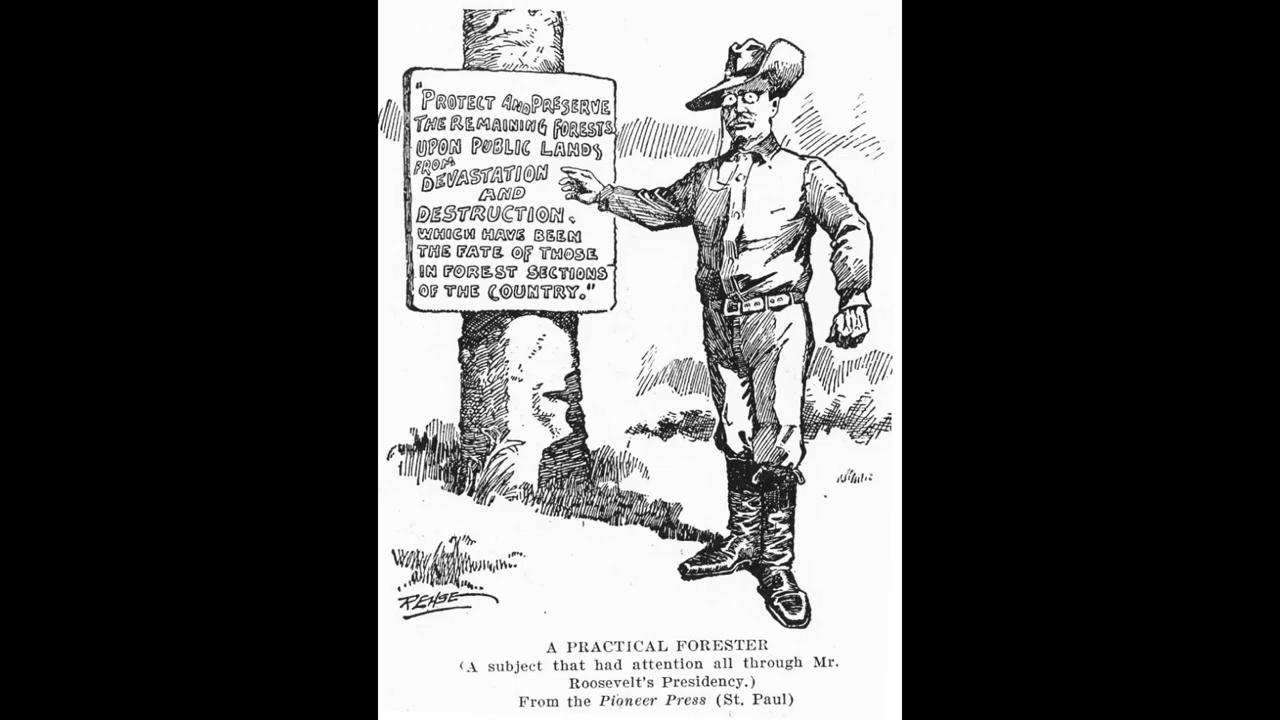 "PROTECT AND PRESERVE
THE REMAINING FORESTS
UPON PUBLIC LANDS
FROM
DEVASTATION
AND
DESTRUCTION.
WHICH HAVE BEEN
THE FATE OF THOSE
IN FOREST SECTIONS
OF THE COUNTRY."
REHSE
A PRACTICAL FORESTER
(A subject that had attention all through Mr.
Roosevelt's Presidency.)
From the Pioneer Press (St. Paul)